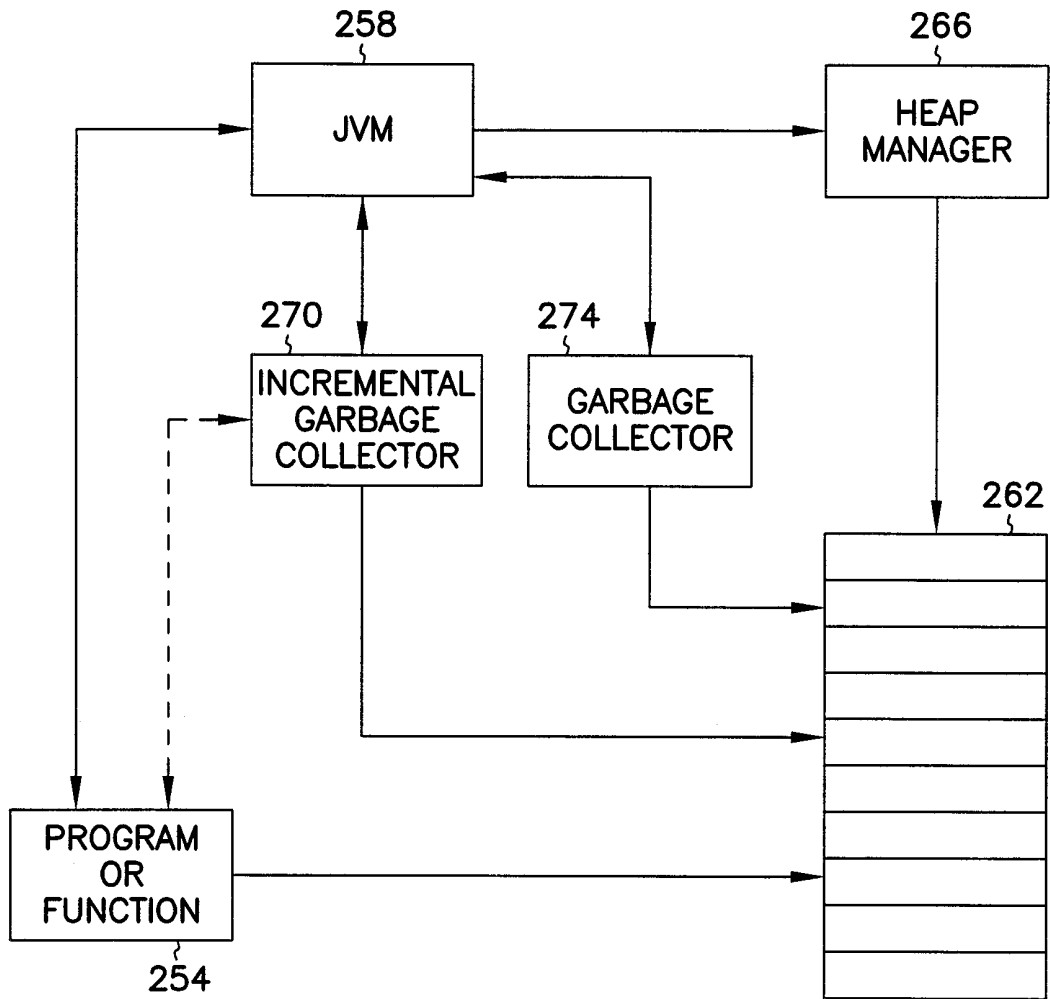 258
JVM
266
HEAP
MANAGER
270
INCREMENTAL
GARBAGE
COLLECTOR
274
GARBAGE
COLLECTOR
262
PROGRAM
OR
FUNCTION
254